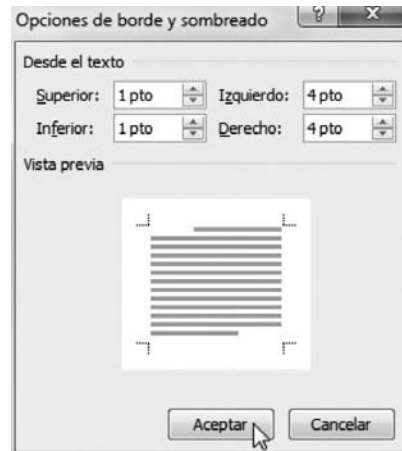 Opciones de borde y sombreado ? x
Desde el texto
Superior: 1 pto Izquierdo: 4 pto
Inferior: 1 pto Derecho: 4 pto
Vista previa
Aceptar Cancelar